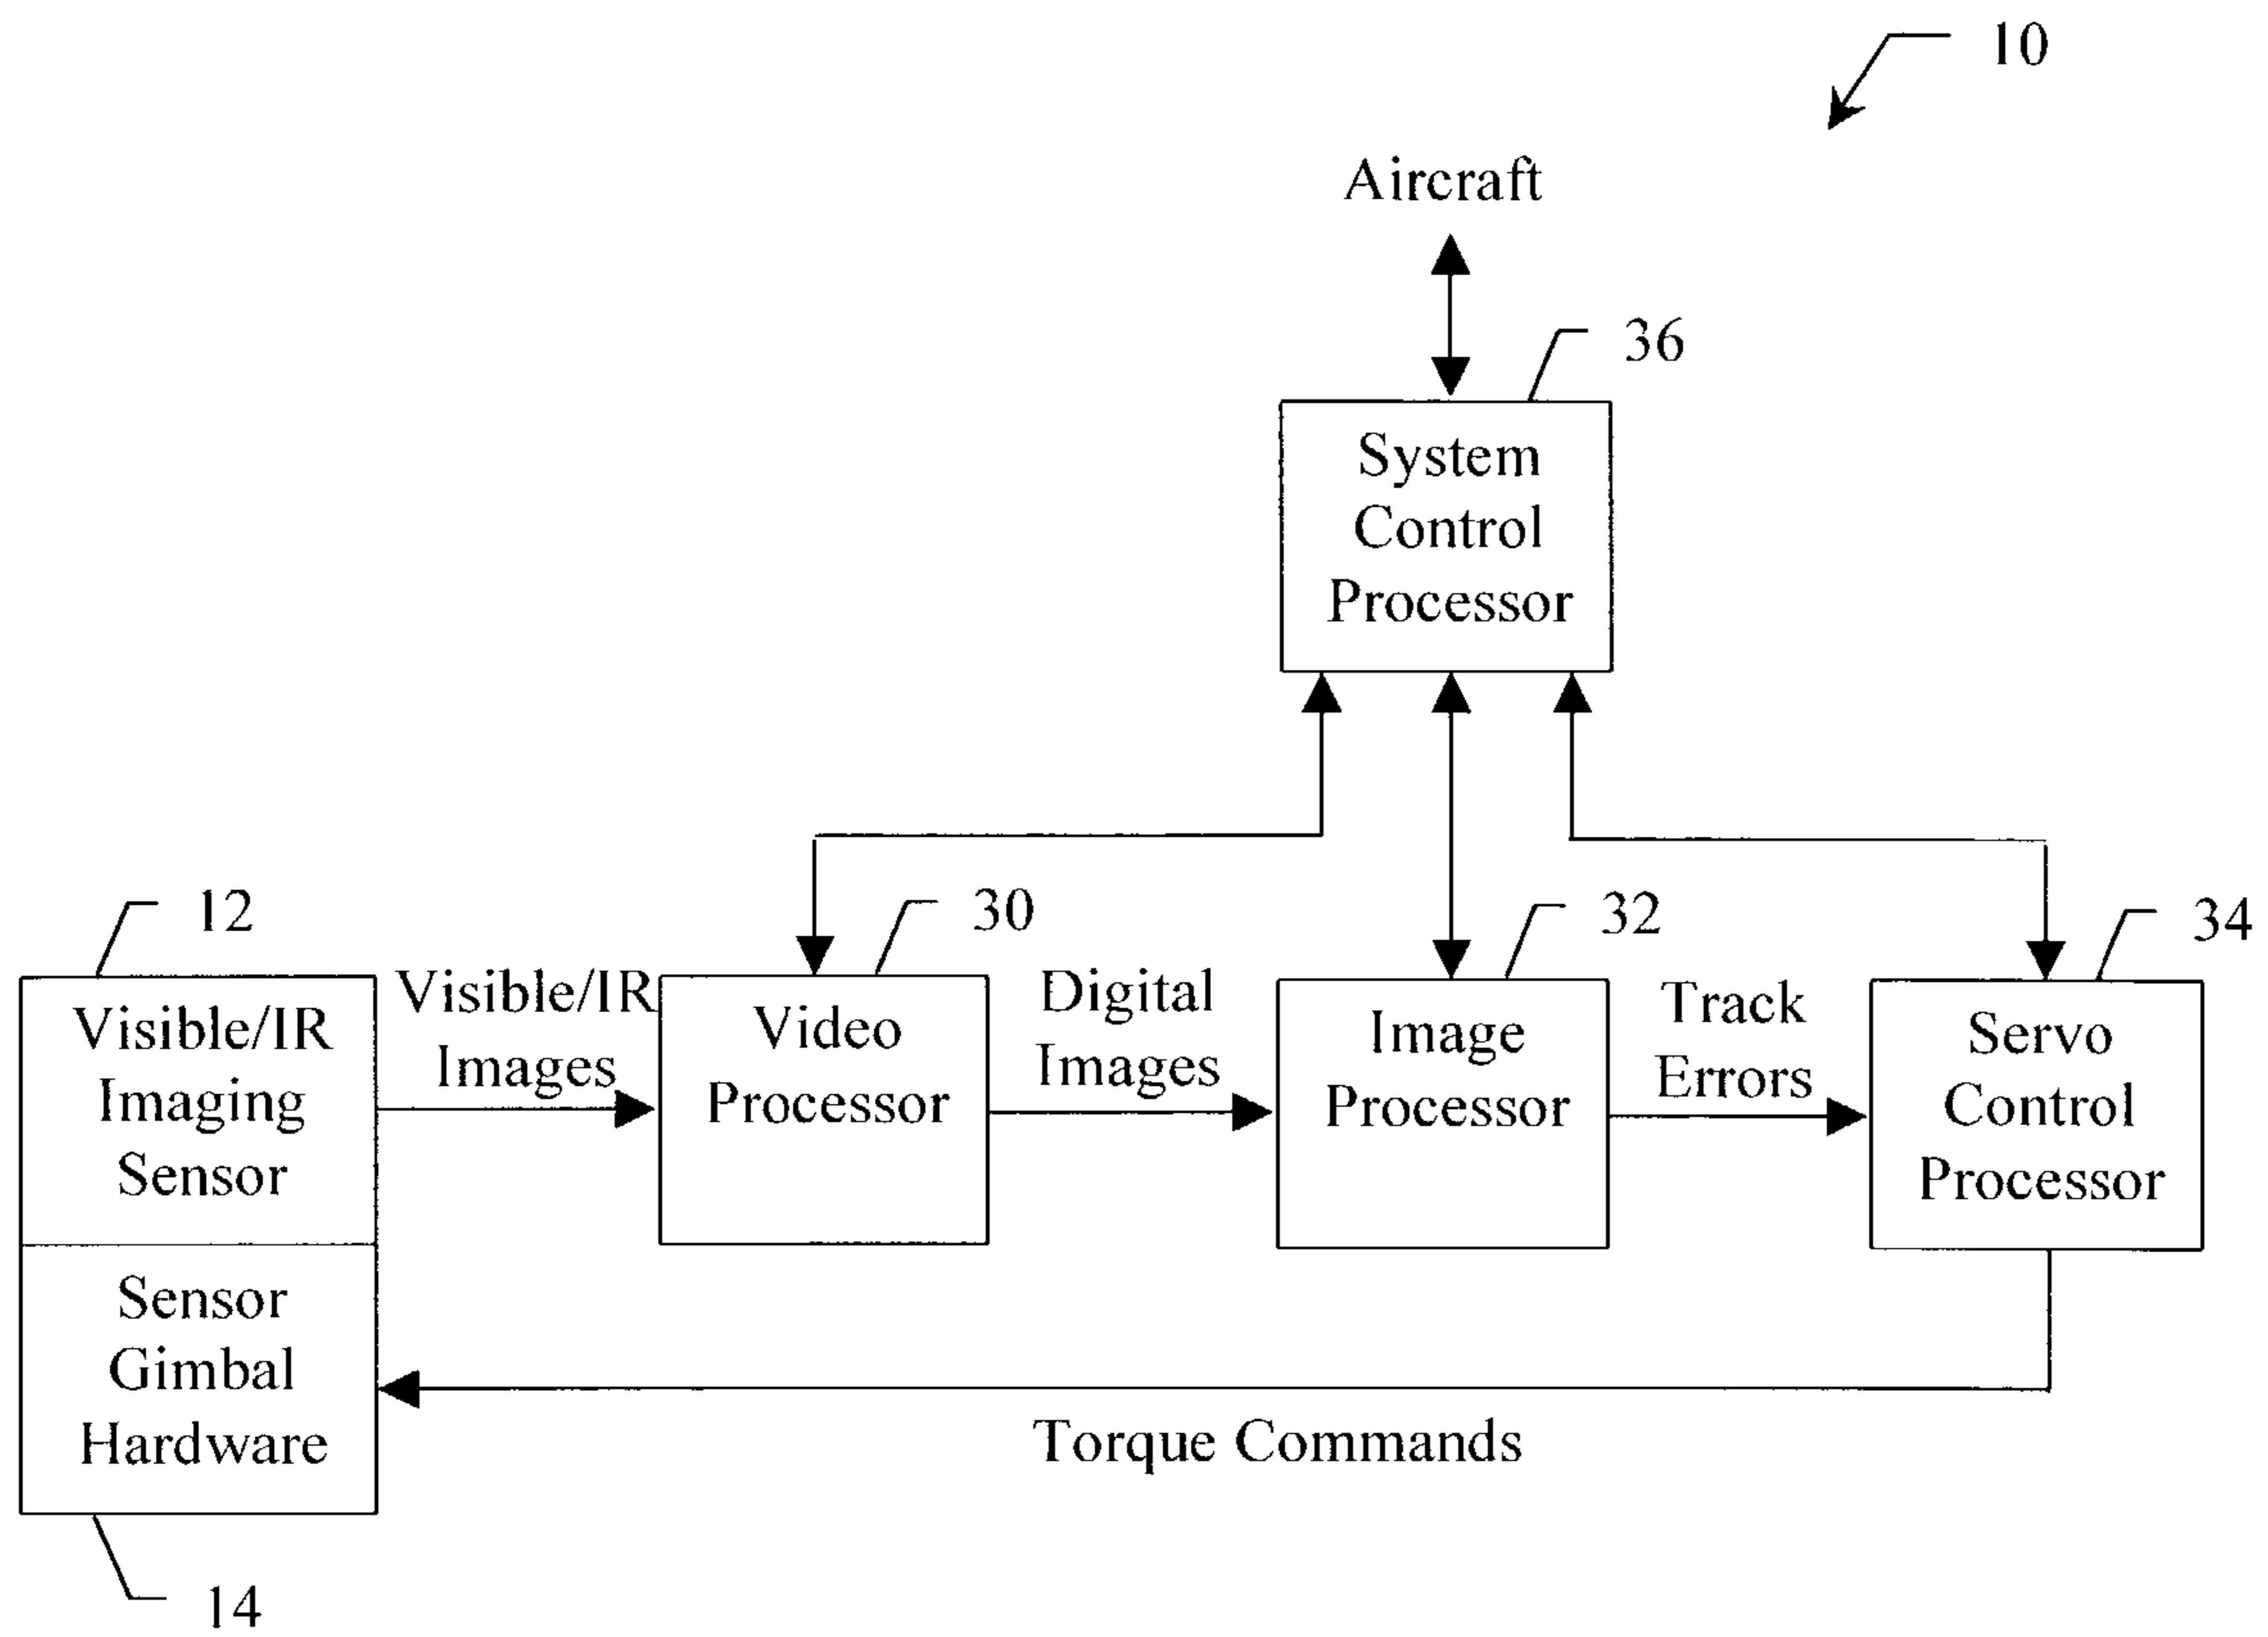 10
Aircraft
36
System
Control
Processor
12
Visible/IR
Imaging
Sensor
Visible/IR
Images
30
Video
Processor
Digital
Images
32
Image
Processor
Track
Errors
34
Servo
Control
Processor
Sensor
Gimbal
Hardware
Torque Commands
14